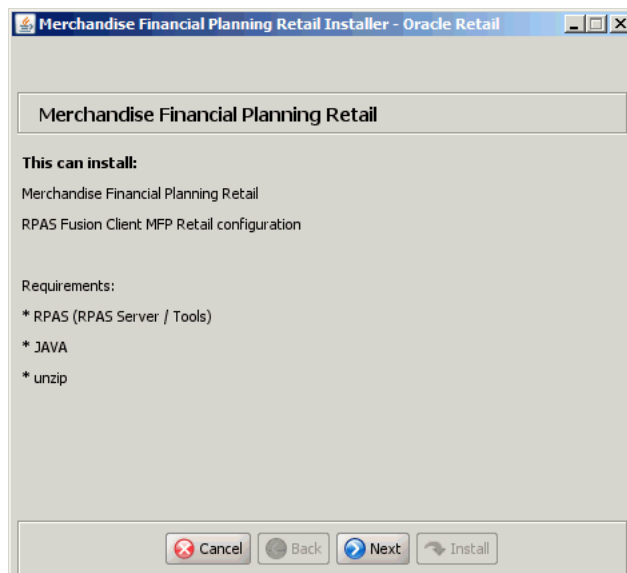 Merchandise Financial Planning Retail Installer - Oracle Retail
Merchandise Financial Planning Retail
This can install:
Merchandise Financial Planning Retail
RPAS Fusion Client MFP Retail configuration
Requirements:
* RPAS (RPAS Server / Tools)
* JAVA
* unzip
Cancel Back Next Install